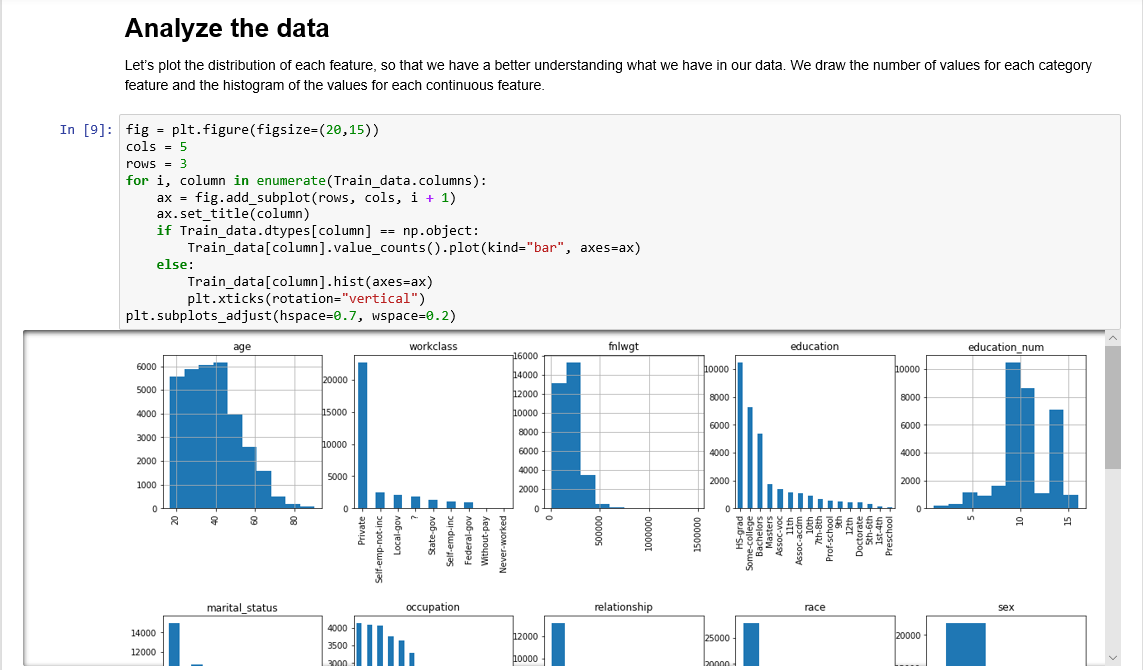 Analyze the data
Let's plot the distribution of each feature, so that we have a better understanding what we have in our data. We draw the number of values for each category
feature and the histogram of the values for each continuous feature.
In [9]:
fig = plt.figure(figsize=(20,15))
cols = 5
rows = 3
for i, column in enumerate(Train_data.columns):
    ax = fig.add_subplot(rows, cols, i + 1)
    ax.set_title(column)
    if Train_data.dtypes[column] == np.object:
        Train_data[column].value_counts().plot(kind="bar", axes=ax)
    else:
        Train_data[column].hist(axes=ax)
        plt.xticks(rotation="vertical")
plt.subplots_adjust(hspace=0.7, wspace=0.2)
age
6000
5000
4000
3000
2000
1000
0
20
40
60
80
workclass
20000
15000
10000
5000
0
Private
Self-emp-not-inc
Local-gov
?
State-gov
Self-emp-inc
Federal-gov
Without-pay
Never-worked
fnlwgt
16000
14000
12000
10000
8000
6000
4000
2000
0
0
500000
1000000
1500000
education
10000
8000
6000
4000
2000
0
HS-grad
Some-college
Bachelors
Masters
Assoc-voc
11th
Assoc-acdm
10th
7th-8th
Prof-school
9th
12th
Doctorate
5th-6th
1st-4th
Preschool
education_num
10000
8000
6000
4000
2000
0
5
10
15
marital_status
14000
12000
occupation
4000
3500
3000
relationship
12000
10000
race
25000
20000
sex
20000